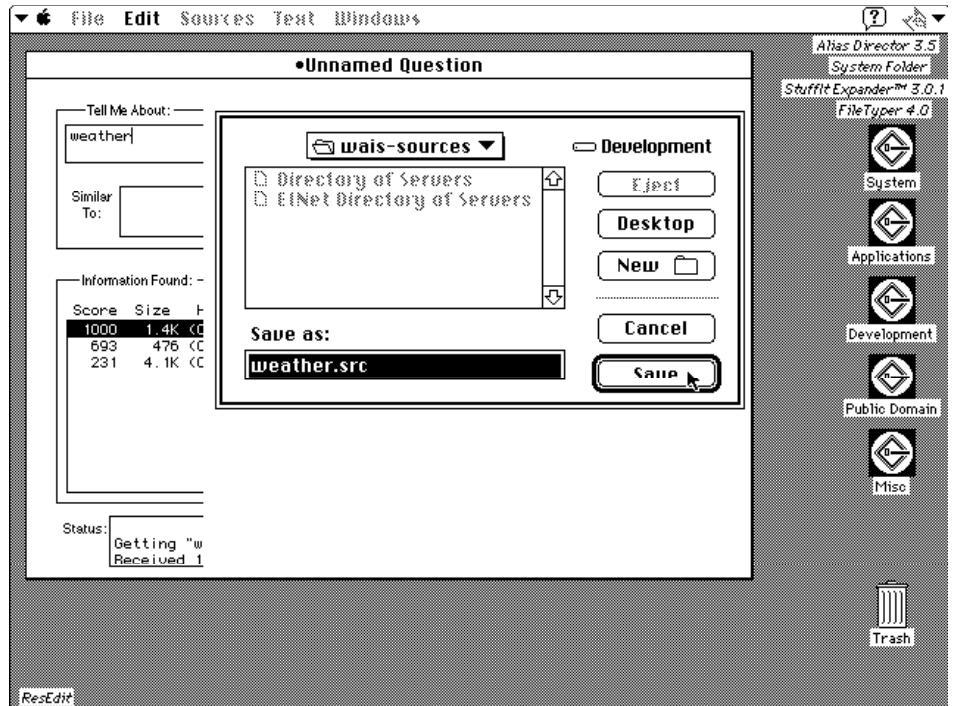 File Edit Sources Text Windows
Alias Director 3.5
System Folder
StuffIt Expander™ 3.0.1
FileTyper 4.0
•Unnamed Question
Tell Me About:
weather
Similar
To:
wais-sources
Development
Directory of Servers
EINet Directory of Servers
Eject
Desktop
New
Cancel
Save as:
weather.src
Save
Information Found:
Score Size
1000 1.4K
693 476
231 4.1K
Status:
Getting "w
Received 1
System
Applications
Development
Public Domain
Misc
Trash
ResEdit